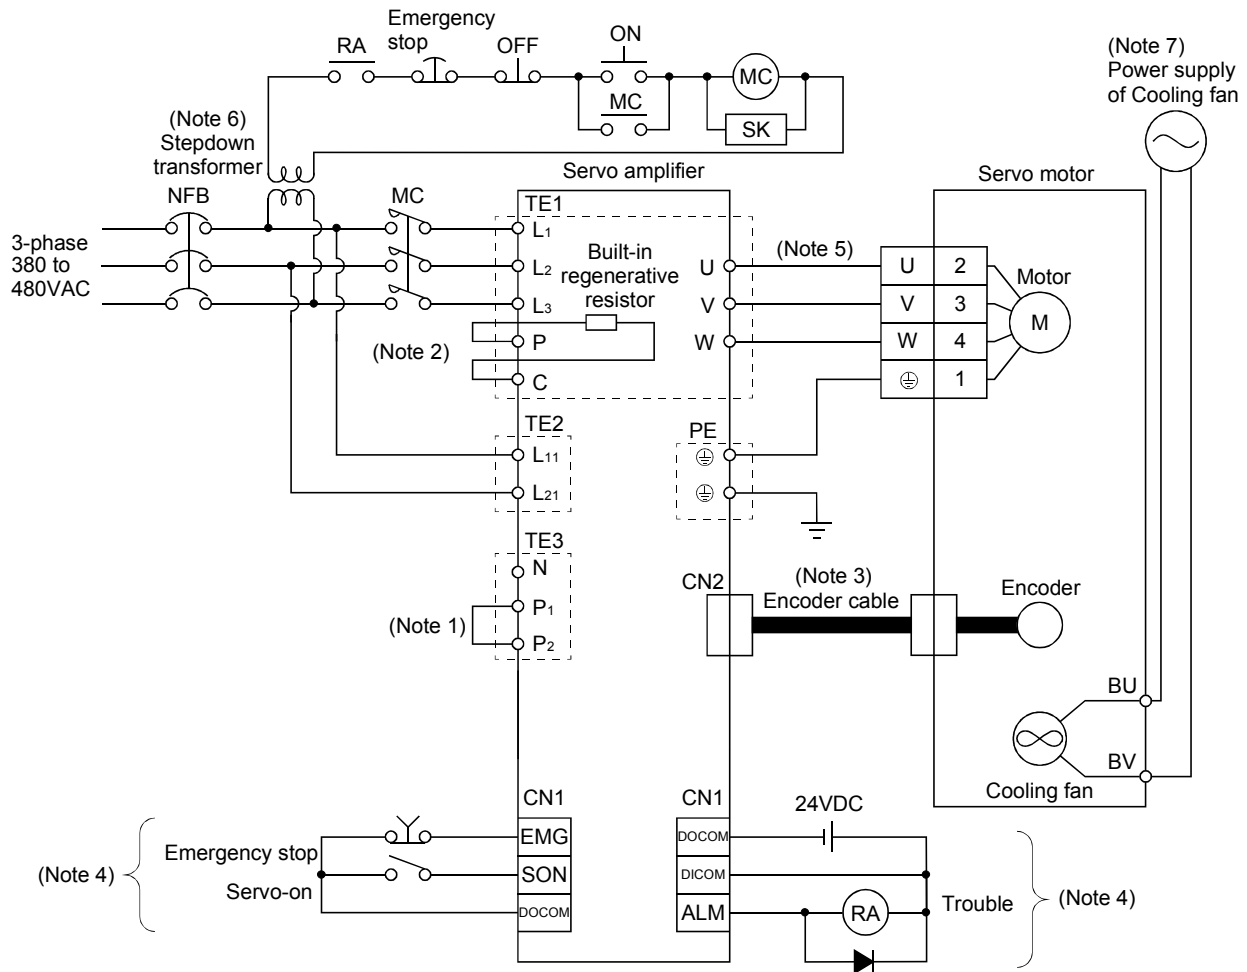 Emergency
stop
RA
OFF
ON
MC
MC
SK
(Note 7)
Power supply
of Cooling fan
(Note 6)
Stepdown
transformer
NFB
MC
Servo amplifier
Servo motor
3-phase
380 to
480VAC
TE1
L1
L2
L3
P
C
Built-in
regenerative
resistor
(Note 2)
U
V
W
(Note 5)
U 2
V 3
W 4
1
Motor
M
TE2
L11
L21
PE
TE3
N
P1
P2
(Note 1)
CN2
(Note 3)
Encoder cable
Encoder
BU
BV
Cooling fan
CN1
EMG
SON
DOCOM
Emergency stop
Servo-on
(Note 4)
CN1
DOCOM
DICOM
ALM
24VDC
RA
Trouble
(Note 4)